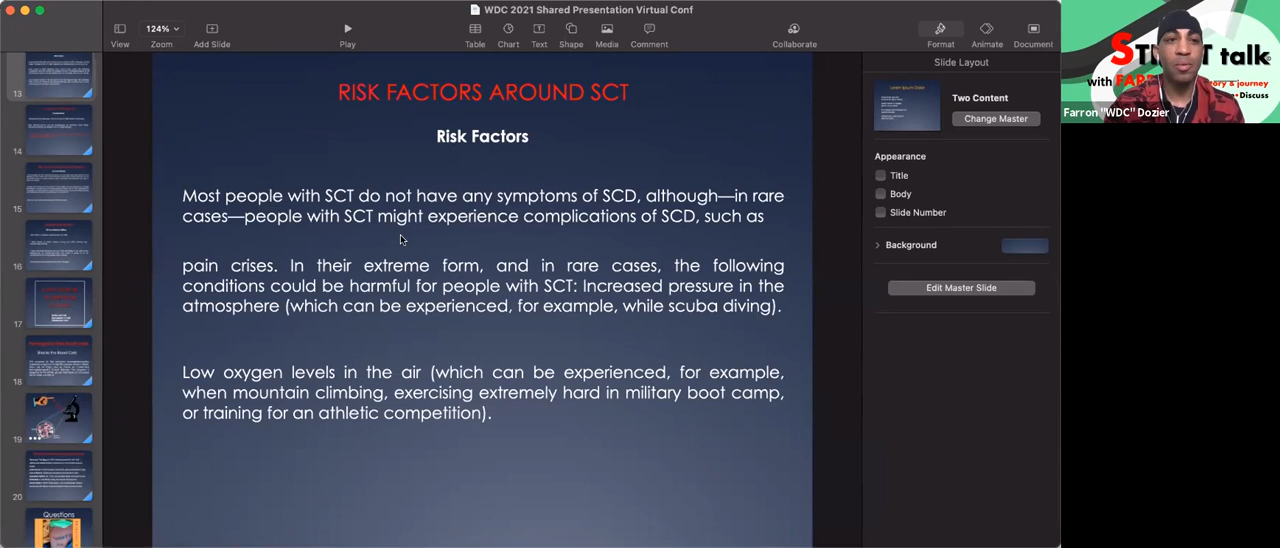 WDC 2021 Shared Presentation Virtual Conf
124%
View
Zoom
Add Slide
Play
Table
Chart
Text
Shape
Media
Comment
Collaborate
Format
Animate
Document
RISK FACTORS AROUND SCT
Risk Factors
Most people with SCT do not have any symptoms of SCD, although—in rare
cases—people with SCT might experience complications of SCD, such as
pain crises. In their extreme form, and in rare cases, the following
conditions could be harmful for people with SCT: Increased pressure in the
atmosphere (which can be experienced, for example, while scuba diving).
Low oxygen levels in the air (which can be experienced, for example,
when mountain climbing, exercising extremely hard in military boot camp,
or training for an athletic competition).
13
14
15
16
17
18
19
20
Questions
Slide Layout
Two Content
Change Master
Appearance
Title
Body
Slide Number
Background
Edit Master Slide
talk
with
& journey
Discuss
Farron "WDC" Dozier